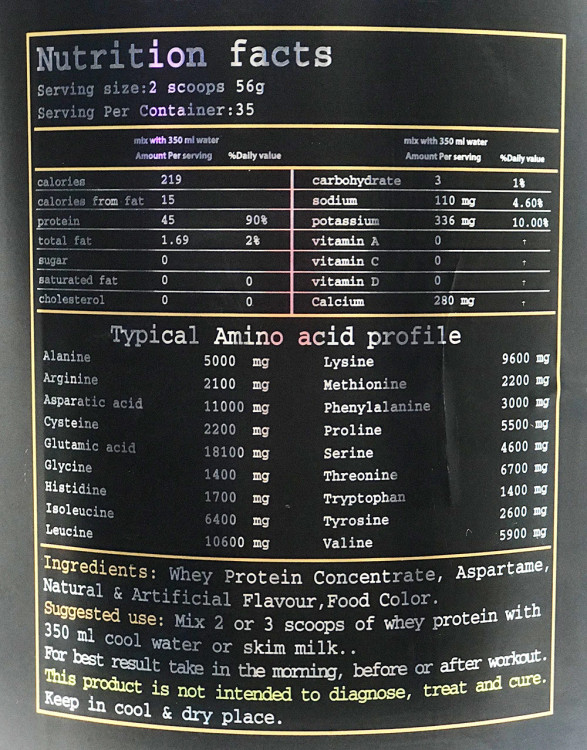 Nutrition facts
Serving size:2 scoops 56g
Serving Per Container:35
mix with 350 ml water mix with 350 ml water
Amount Per serving %Daily value Amount Per serving %Daily value
calories 219 carbohydrate 3 1%
calories from fat 15 sodium 110 mg 4.60%
protein 45 90% potassium 336 mg 10.00%
total fat 1.69 2% vitamin A 0 †
sugar 0 vitamin C 0 †
saturated fat 0 0 vitamin D 0 †
cholesterol 0 0 Calcium 280 mg †
Typical Amino acid profile
Alanine 5000 mg Lysine 9600 mg
Arginine 2100 mg Methionine 2200 mg
Asparatic acid 11000 mg Phenylalanine 3000 mg
Cysteine 2200 mg Proline 5500 mg
Glutamic acid 18100 mg Serine 4600 mg
Glycine 1400 mg Threonine 6700 mg
Histidine 1700 mg Tryptophan 1400 mg
Isoleucine 6400 mg Tyrosine 2600 mg
Leucine 10600 mg Valine 5900 mg
Ingredients: Whey Protein Concentrate, Aspartame,
Natural & Artificial Flavour,Food Color.
Suggested use: Mix 2 or 3 scoops of whey protein with
350 ml cool water or skim milk..
For best result take in the morning, before or after workout.
This product is not intended to diagnose, treat and cure.
Keep in cool & dry place.